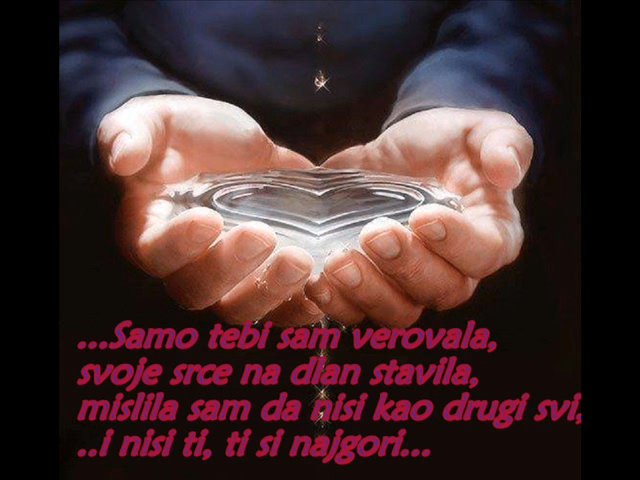 ...Samo tebi sam verovala,
svoje srce na dlan stavila,
mislila sam da nisi kao drugi svi,
..i nisi ti, ti si najgori...